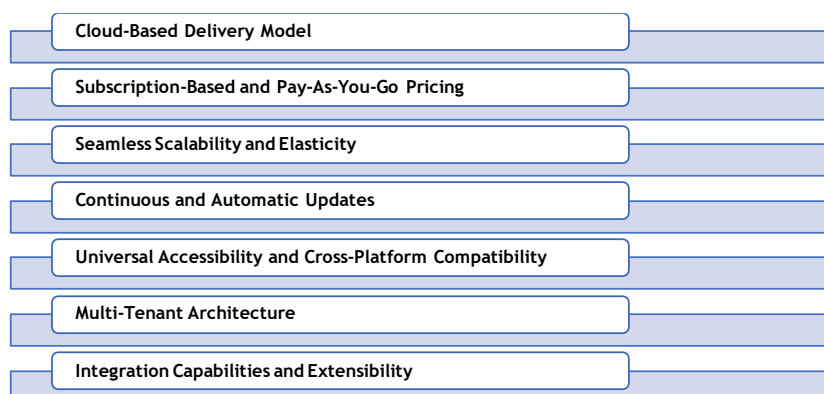 Cloud-Based Delivery Model
Subscription-Based and Pay-As-You-Go Pricing
Seamless Scalability and Elasticity
Continuous and Automatic Updates
Universal Accessibility and Cross-Platform Compatibility
Multi-Tenant Architecture
Integration Capabilities and Extensibility